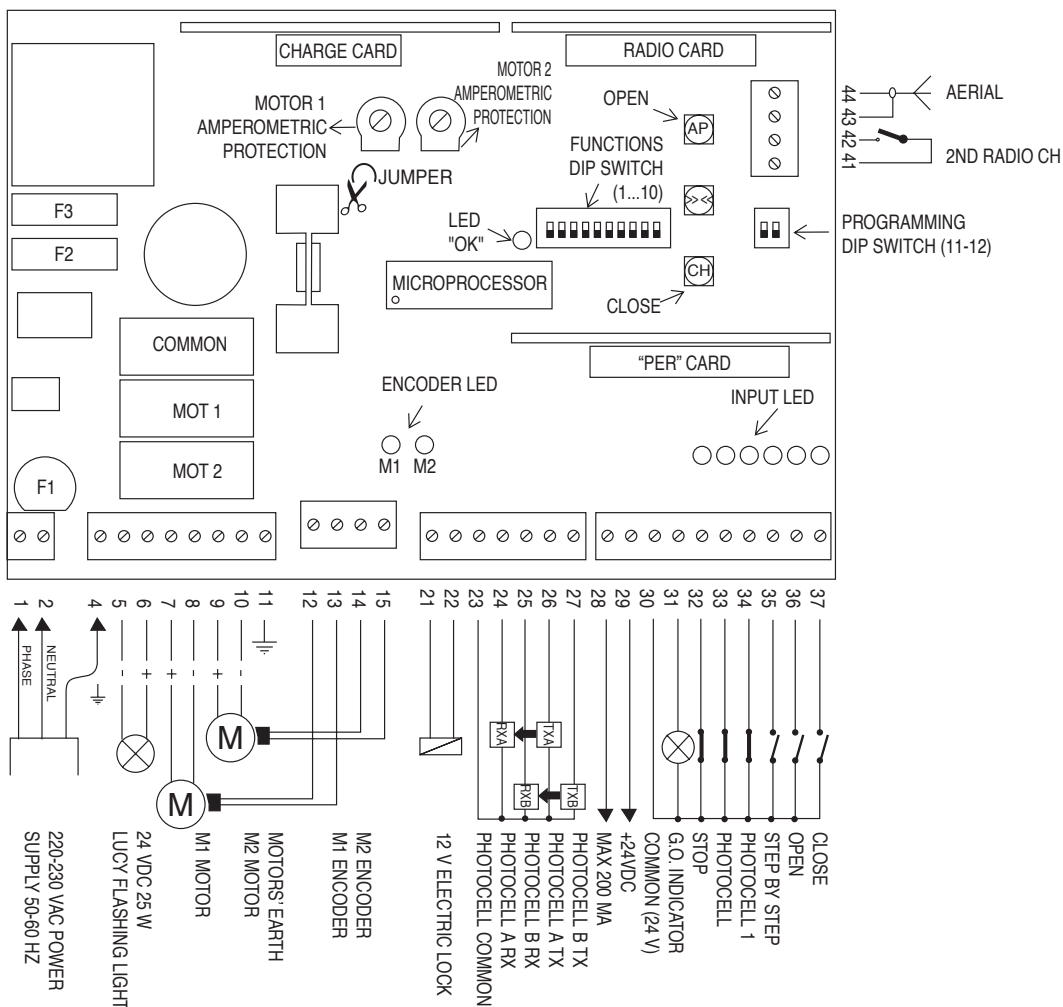 CHARGE CARD
RADIO CARD
MOTOR 1
AMPEROMETRIC
PROTECTION
MOTOR 2
AMPEROMETRIC
PROTECTION
OPEN
AP
44
43
42
41
AERIAL
2ND RADIO CH
JUMPER
FUNCTIONS
DIP SWITCH
(1...10)
>> <<
LED
"OK"
PROGRAMMING
DIP SWITCH (11-12)
F3
F2
MICROPROCESSOR
CH
CLOSE
COMMON
"PER" CARD
MOT 1
ENCODER LED
INPUT LED
MOT 2
M1 M2
F1
1 2 4 5 6 7 8 9 10 11 12 13 14 15 21 22 23 24 25 26 27 28 29 30 31 32 33 34 35 36 37
PHASE
NEUTRAL
- + + - + -
M
M
RXA
TXA
RXB
TXB
220-230 VAC POWER
SUPPLY 50-60 HZ
24 VDC 25 W
LUCY FLASHING LIGHT
M1 MOTOR
MOTORS' EARTH
M2 MOTOR
M2 ENCODER
M1 ENCODER
12 V ELECTRIC LOCK
PHOTOCELL COMMON
PHOTOCELL A RX
PHOTOCELL B RX
PHOTOCELL A TX
PHOTOCELL B TX
MAX 200 MA
+24VDC
COMMON (24 V)
G.O. INDICATOR
STOP
PHOTOCELL
PHOTOCELL 1
STEP BY STEP
OPEN
CLOSE